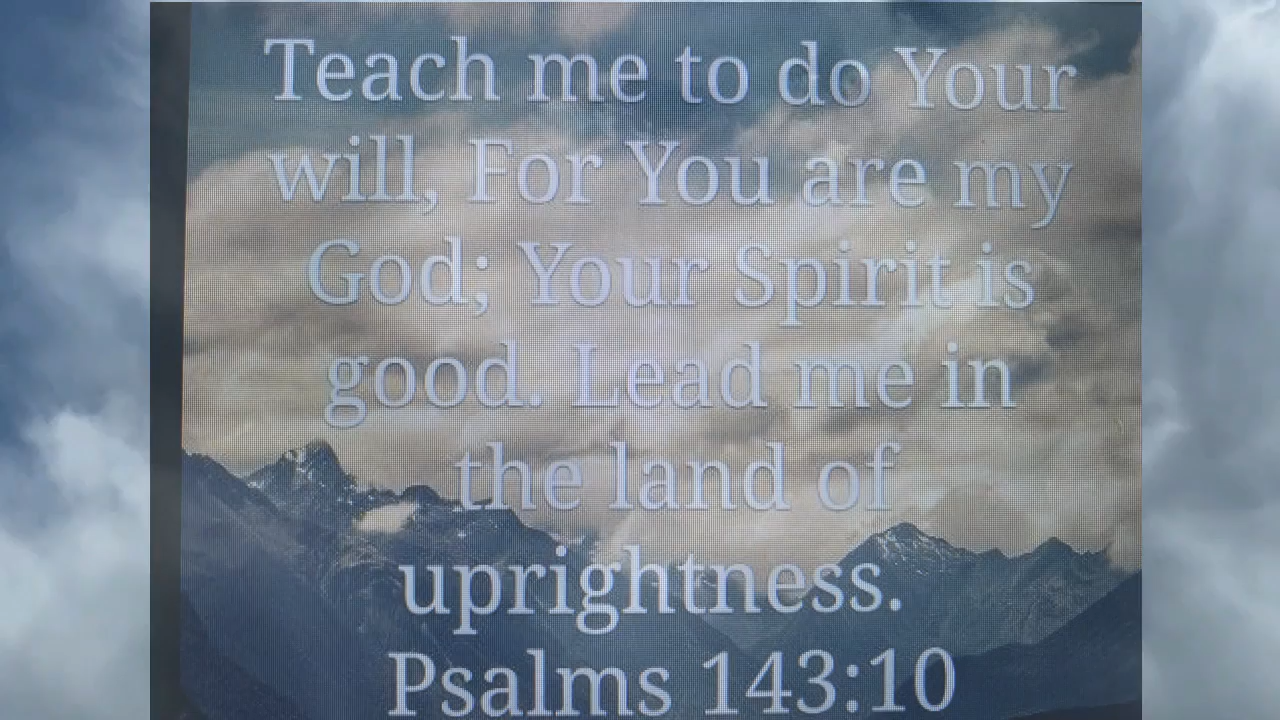 Teach me to do Your
will, For You are my
God; Your Spirit is
good. Lead me in
the land of
uprightness.
Psalms 143:10